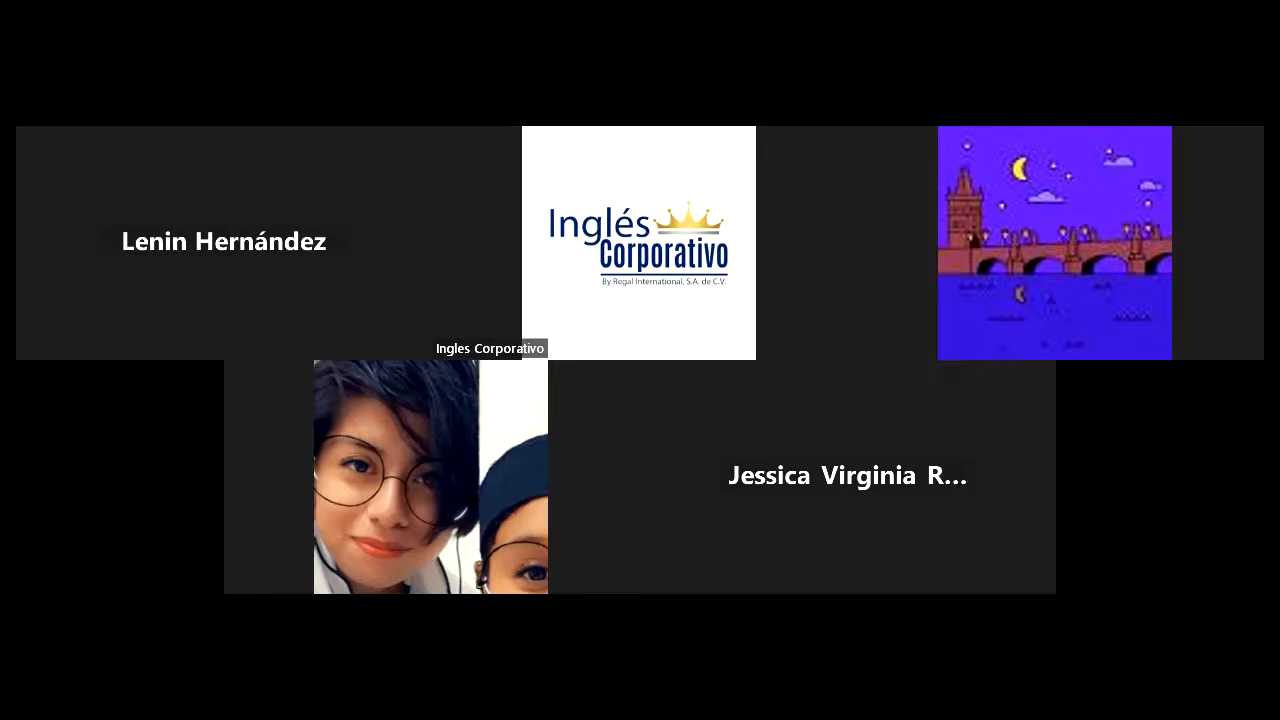 Lenin Hernández
Inglés
Corporativo
By Regal International, S.A. de C.V.
Ingles Corporativo
Jessica Virginia R...